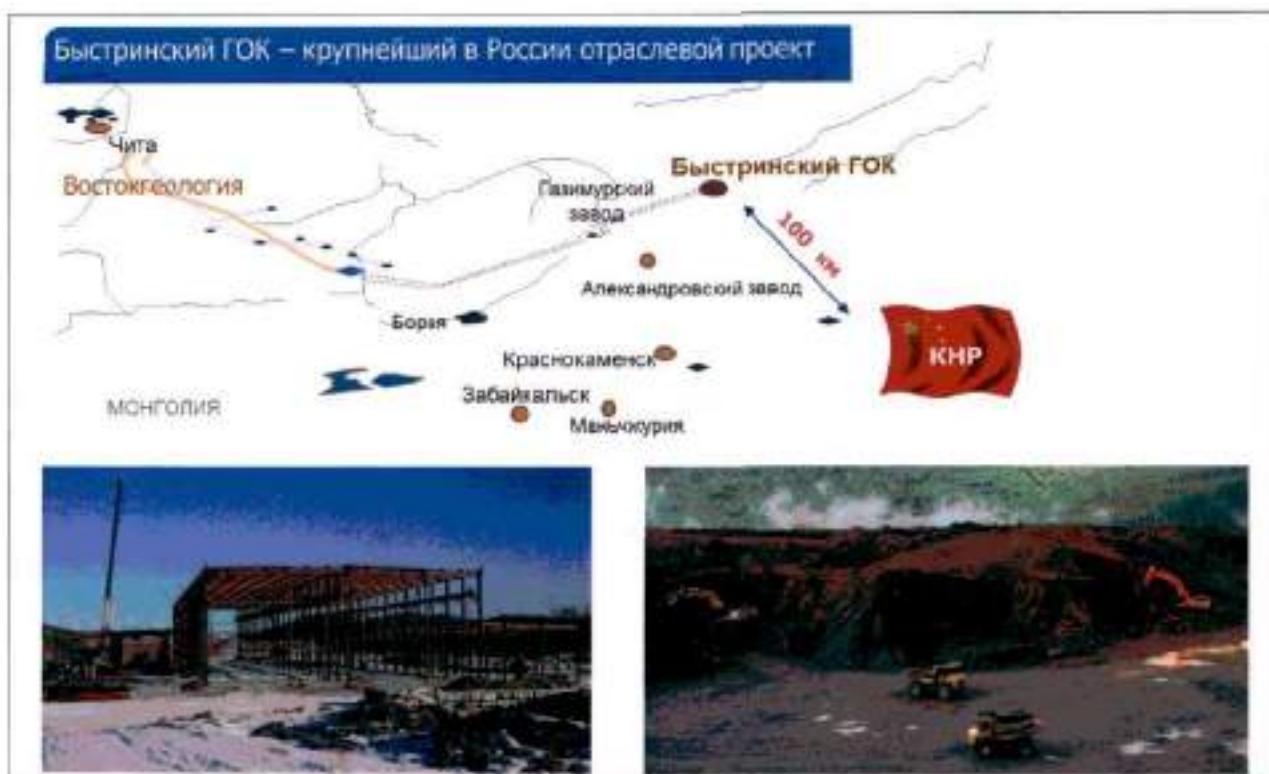 Быстринский ГОК – крупнейший в России отраслевой проект
Чита
Востокгеология
Быстринский ГОК
Газимурский
завод
100 км
Александровский завод
Борзя
КНР
Краснокаменск
Забайкальск
МОНГОЛИЯ
Маньчжурия